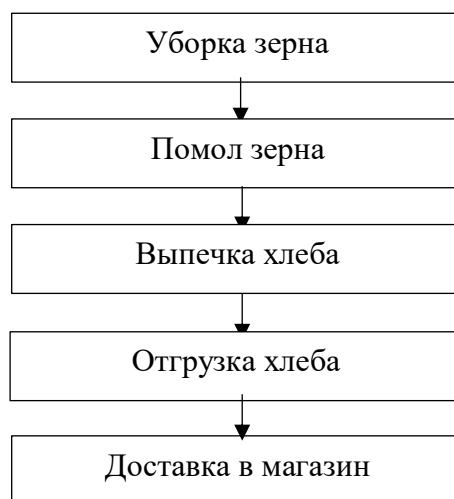 Уборка зерна
Помол зерна
Выпечка хлеба
Отгрузка хлеба
Доставка в магазин